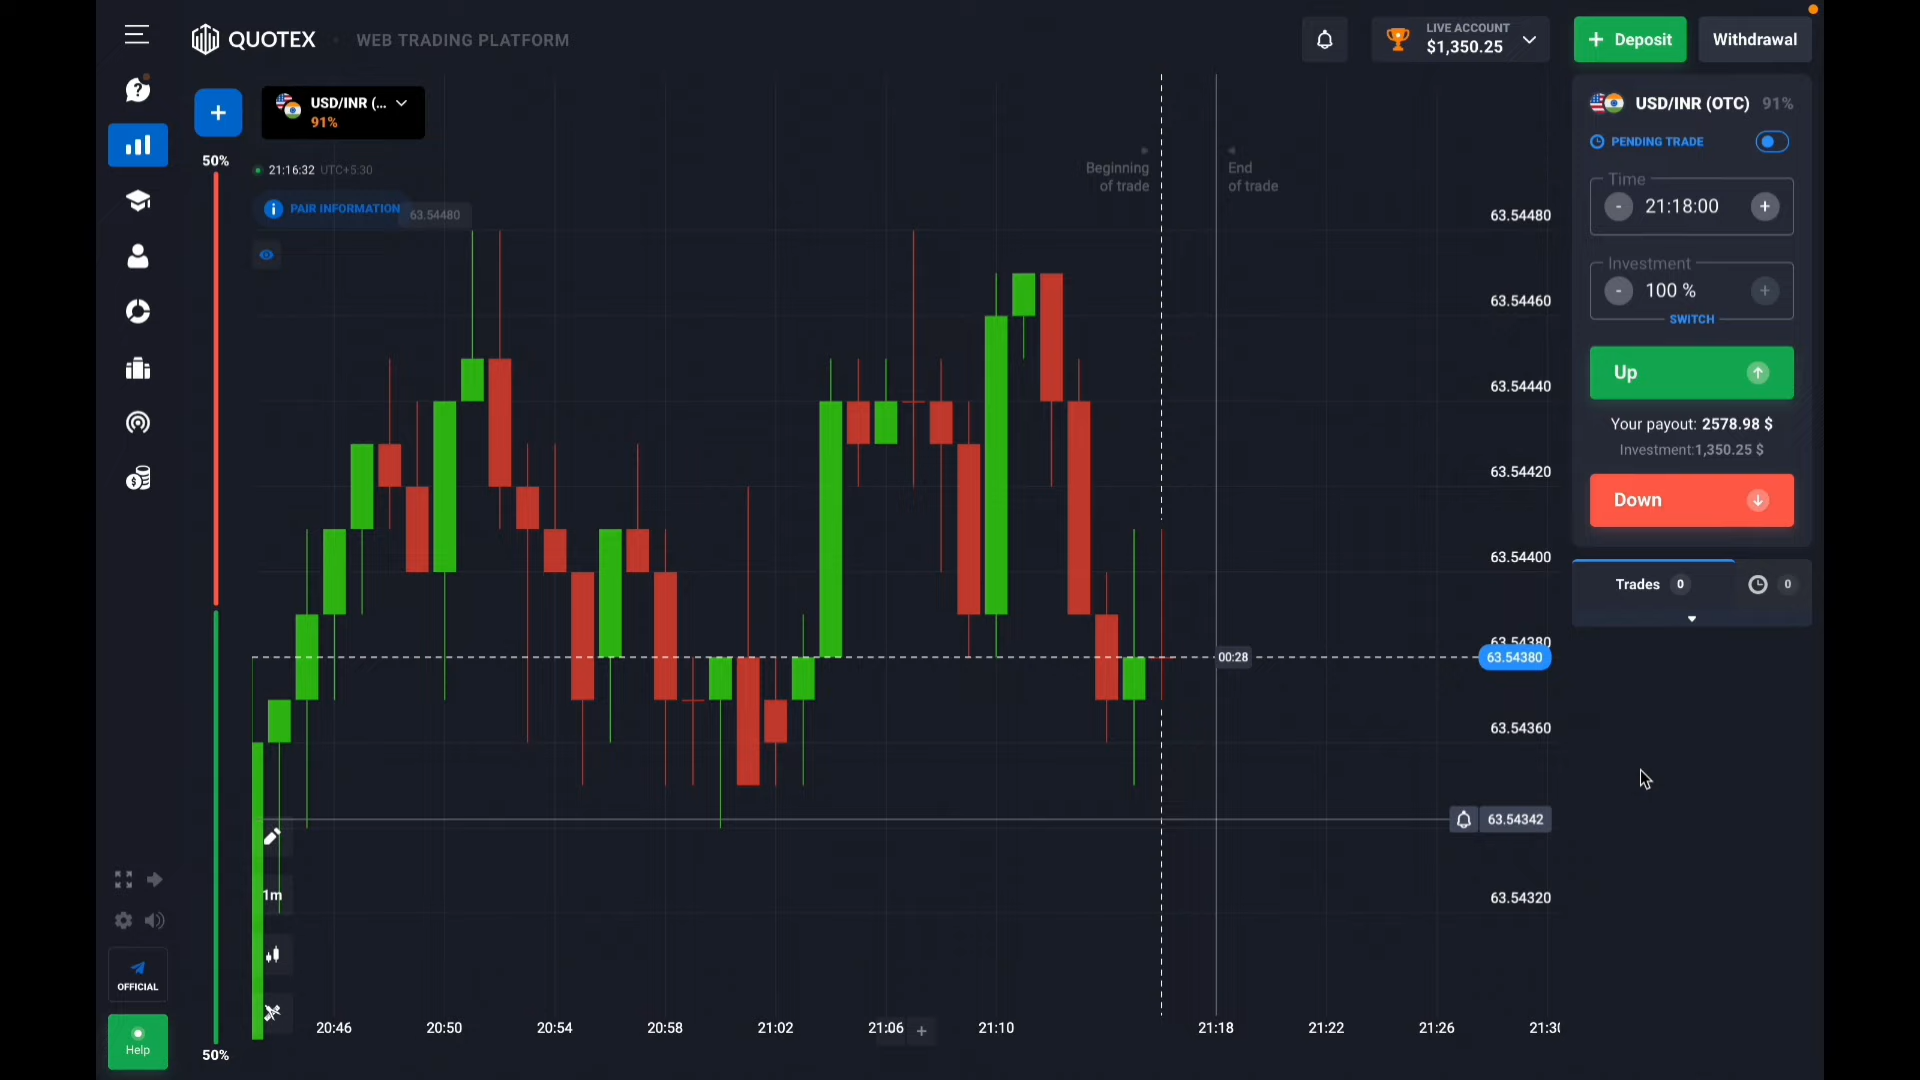 QUOTEX
WEB TRADING PLATFORM
LIVE ACCOUNT
$1,350.25
Deposit
Withdrawal
USD/INR (...
91%
USD/INR (OTC) 91%
PENDING TRADE
50%
21:16:32 UTC+5:30
PAIR INFORMATION
63.54480
Beginning
of trade
End
of trade
Time
- 21:18:00 +
Investment
- 100 % +
SWITCH
Up
Your payout: 2578.98 $
Investment:1,350.25 $
Down
Trades 0
0
63.54480
63.54460
63.54440
63.54420
63.54400
63.54380
00:28
63.54380
63.54360
63.54342
63.54320
1m
OFFICIAL
Help
50%
20:46 20:50 20:54 20:58 21:02 21:06 + 21:10 21:18 21:22 21:26